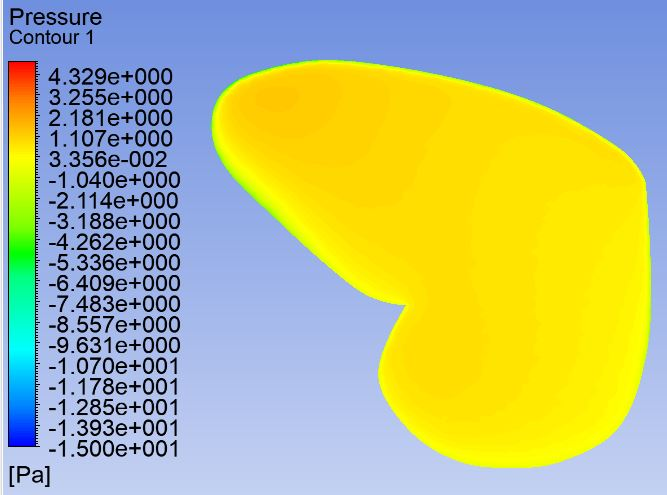 Pressure
Contour 1
4.329e+000
3.255e+000
2.181e+000
1.107e+000
3.356e-002
-1.040e+000
-2.114e+000
-3.188e+000
-4.262e+000
-5.336e+000
-6.409e+000
-7.483e+000
-8.557e+000
-9.631e+000
-1.070e+001
-1.178e+001
-1.285e+001
-1.393e+001
-1.500e+001
[Pa]